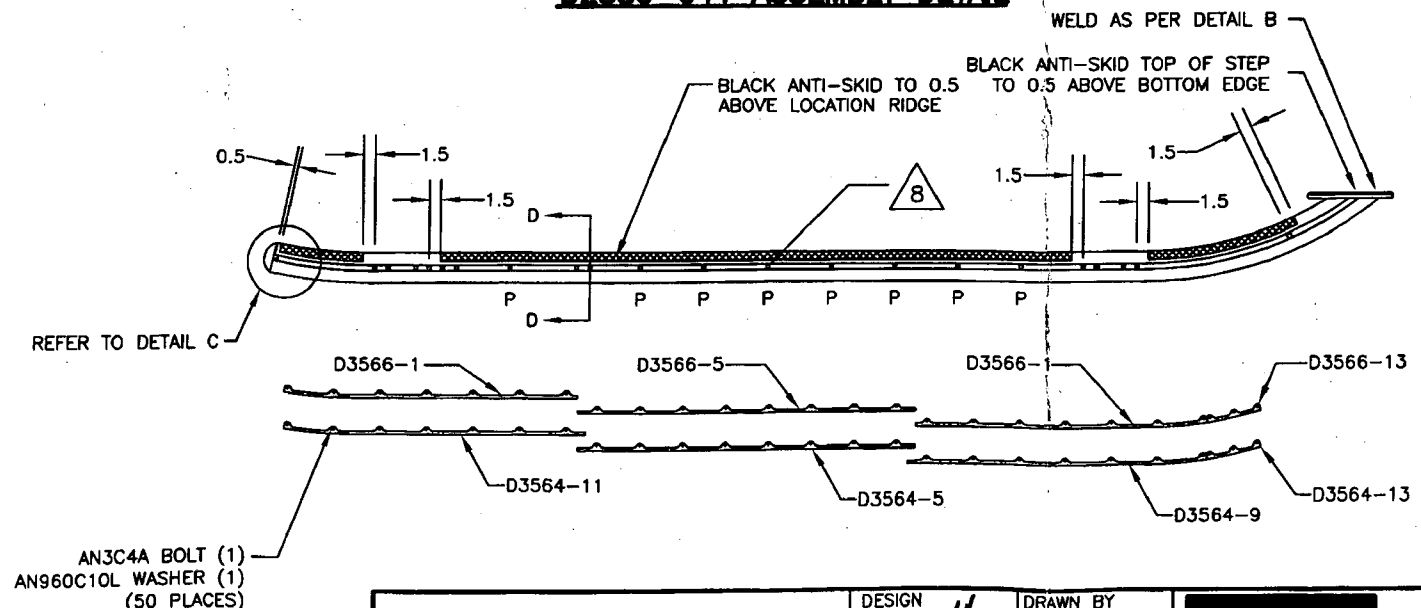 WELD AS PER DETAIL B
BLACK ANTI-SKID TO 0.5
ABOVE LOCATION RIDGE
BLACK ANTI-SKID TOP OF STEP
TO 0.5 ABOVE BOTTOM EDGE
0.5
1.5
1.5
D
8
1.5
1.5
1.5
P
P
P
P
P
P
P
P
D
REFER TO DETAIL C
D3566-1
D3566-5
D3566-1
D3566-13
D3564-11
D3564-5
D3564-9
D3564-13
AN3C4A BOLT (1)
AN960C10L WASHER (1)
(50 PLACES)
DESIGN
DRAWN BY